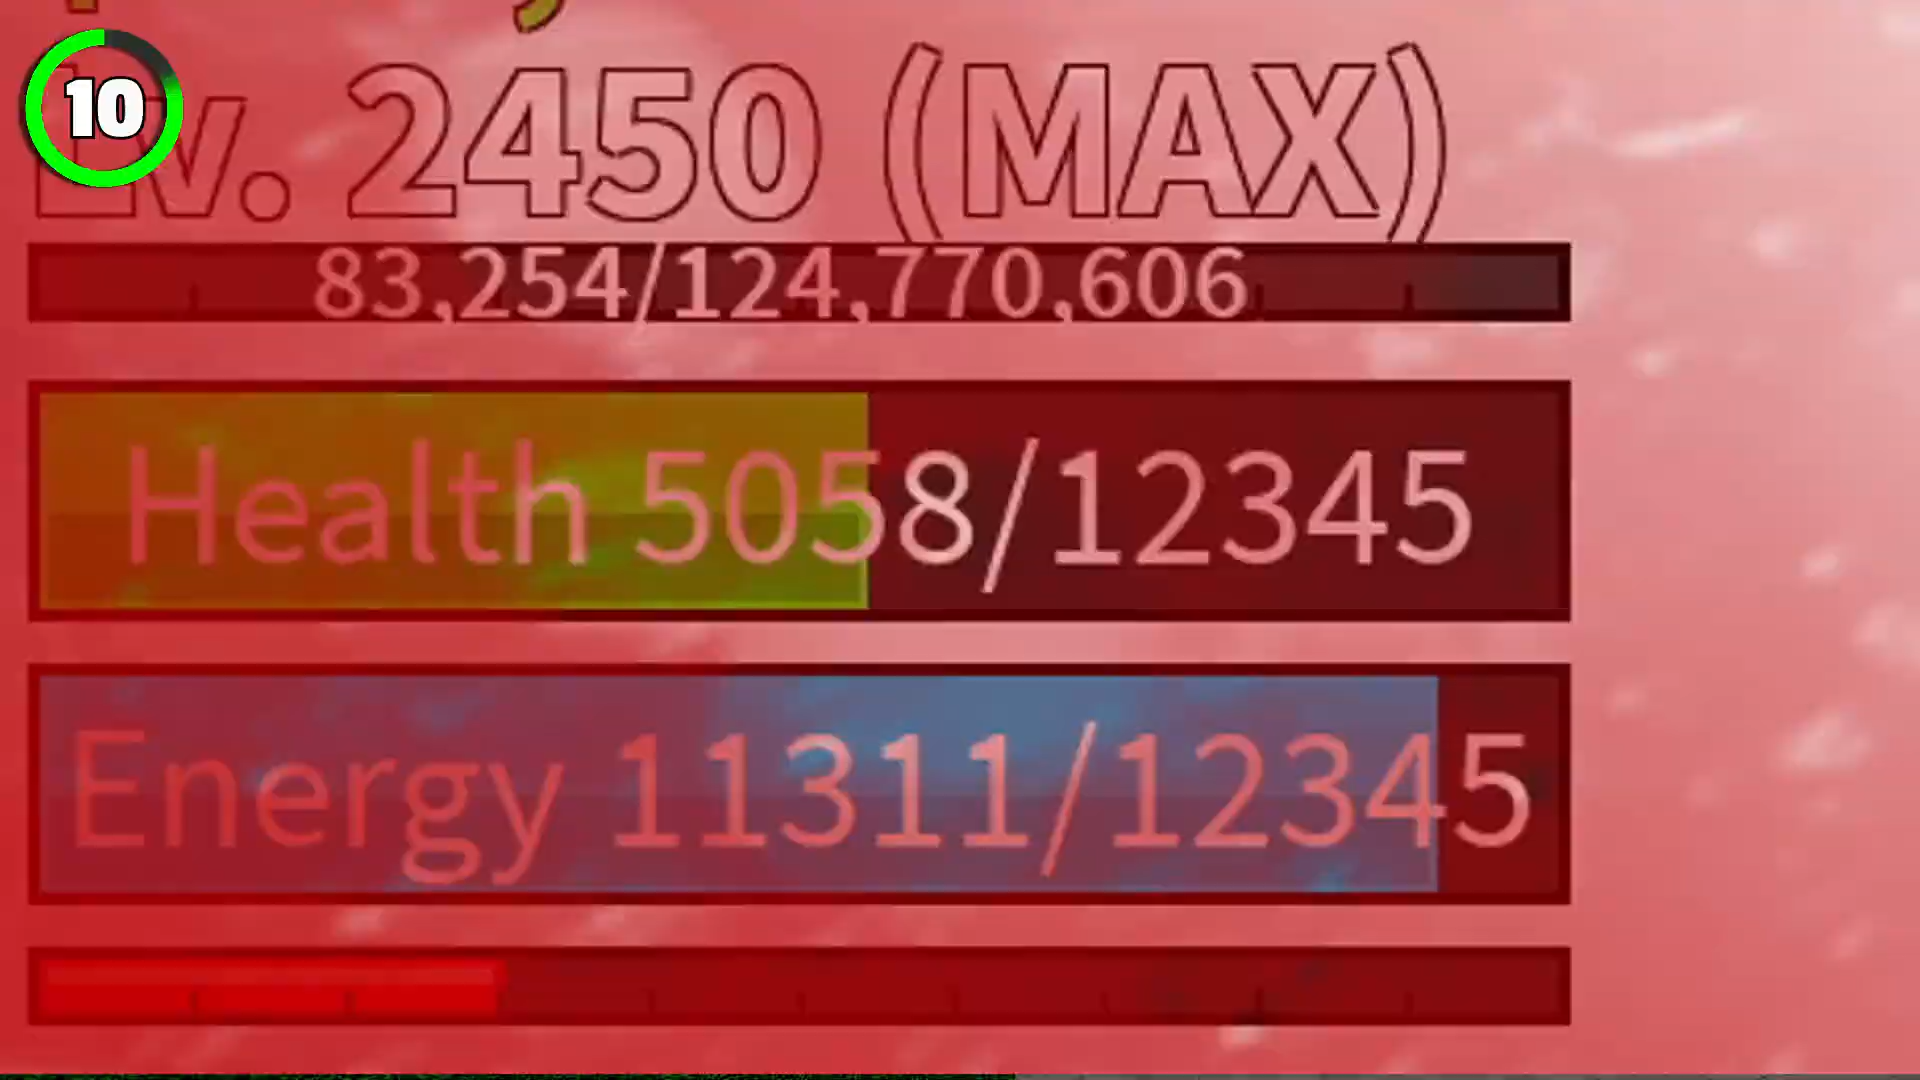 10
Lv. 2450 (MAX)
83,254/124,770,606
Health 5058/12345
Energy 11311/12345